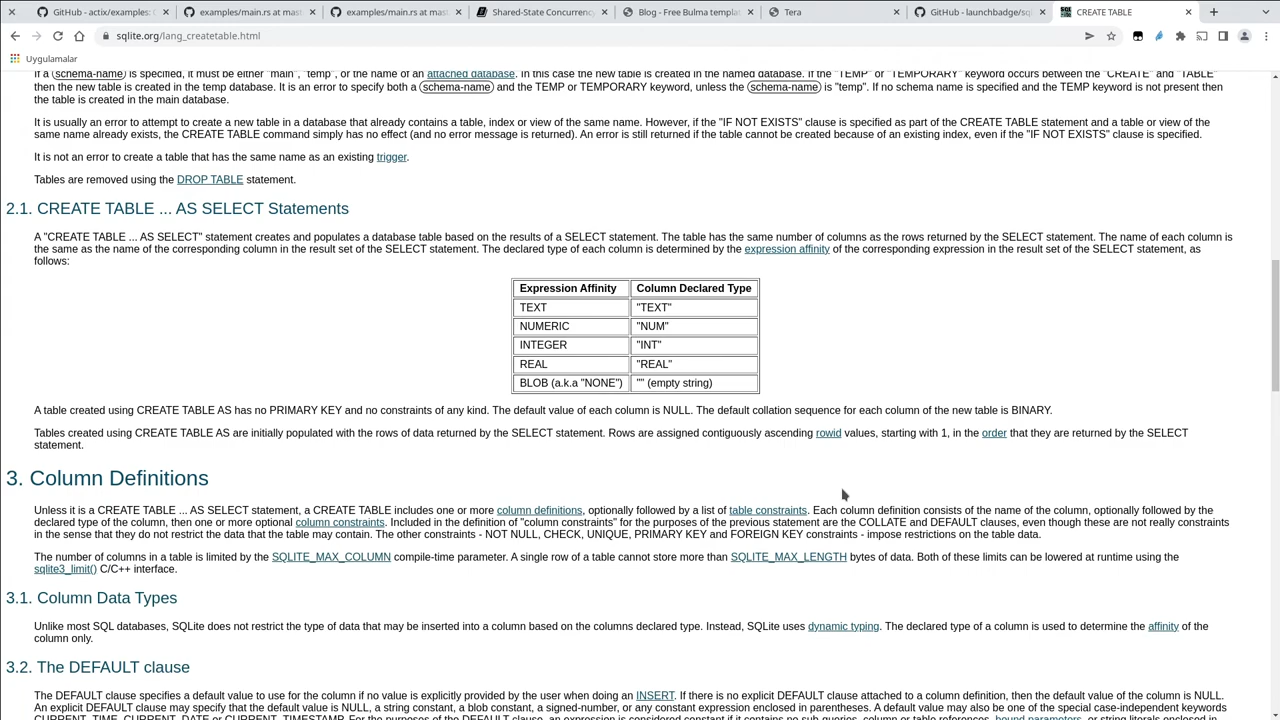 GitHub - actix/examples: C
examples/main.rs at mast
examples/main.rs at mast
Shared-State Concurrency
Blog - Free Bulma templat
Tera
GitHub - launchbadge/sql
CREATE TABLE
sqlite.org/lang_createtable.html
Uygulamalar
If a schema-name is specified, it must be either "main", "temp", or the name of an attached database. In this case the new table is created in the named database. If the "TEMP" or "TEMPORARY" keyword occurs between the "CREATE" and "TABLE"
then the new table is created in the temp database. It is an error to specify both a schema-name and the TEMP or TEMPORARY keyword, unless the schema-name is "temp". If no schema name is specified and the TEMP keyword is not present then
the table is created in the main database.
It is usually an error to attempt to create a new table in a database that already contains a table, index or view of the same name. However, if the "IF NOT EXISTS" clause is specified as part of the CREATE TABLE statement and a table or view of the
same name already exists, the CREATE TABLE command simply has no effect (and no error message is returned). An error is still returned if the table cannot be created because of an existing index, even if the "IF NOT EXISTS" clause is specified.
It is not an error to create a table that has the same name as an existing trigger.
Tables are removed using the DROP TABLE statement.
2.1. CREATE TABLE ... AS SELECT Statements
A "CREATE TABLE ... AS SELECT" statement creates and populates a database table based on the results of a SELECT statement. The table has the same number of columns as the rows returned by the SELECT statement. The name of each column is
the same as the name of the corresponding column in the result set of the SELECT statement. The declared type of each column is determined by the expression affinity of the corresponding expression in the result set of the SELECT statement, as
follows:
Expression Affinity Column Declared Type
TEXT "TEXT"
NUMERIC "NUM"
INTEGER "INT"
REAL "REAL"
BLOB (a.k.a "NONE") "" (empty string)
A table created using CREATE TABLE AS has no PRIMARY KEY and no constraints of any kind. The default value of each column is NULL. The default collation sequence for each column of the new table is BINARY.
Tables created using CREATE TABLE AS are initially populated with the rows of data returned by the SELECT statement. Rows are assigned contiguously ascending rowid values, starting with 1, in the order that they are returned by the SELECT
statement.
3. Column Definitions
Unless it is a CREATE TABLE ... AS SELECT statement, a CREATE TABLE includes one or more column definitions, optionally followed by a list of table constraints. Each column definition consists of the name of the column, optionally followed by the
declared type of the column, then one or more optional column constraints. Included in the definition of "column constraints" for the purposes of the previous statement are the COLLATE and DEFAULT clauses, even though these are not really constraints
in the sense that they do not restrict the data that the table may contain. The other constraints - NOT NULL, CHECK, UNIQUE, PRIMARY KEY and FOREIGN KEY constraints - impose restrictions on the table data.
The number of columns in a table is limited by the SQLITE_MAX_COLUMN compile-time parameter. A single row of a table cannot store more than SQLITE_MAX_LENGTH bytes of data. Both of these limits can be lowered at runtime using the
sqlite3_limit() C/C++ interface.
3.1. Column Data Types
Unlike most SQL databases, SQLite does not restrict the type of data that may be inserted into a column based on the columns declared type. Instead, SQLite uses dynamic typing. The declared type of a column is used to determine the affinity of the
column only.
3.2. The DEFAULT clause
The DEFAULT clause specifies a default value to use for the column if no value is explicitly provided by the user when doing an INSERT. If there is no explicit DEFAULT clause attached to a column definition, then the default value of the column is NULL.
An explicit DEFAULT clause may specify that the default value is NULL, a string constant, a blob constant, a signed-number, or any constant expression enclosed in parentheses. A default value may also be one of the special case-independent keywords
CURRENT_TIME, CURRENT_DATE or CURRENT_TIMESTAMP. For the purposes of the DEFAULT clause, an expression is considered constant if it contains no sub-queries, column or table references, bound parameters, or string literals enclosed in